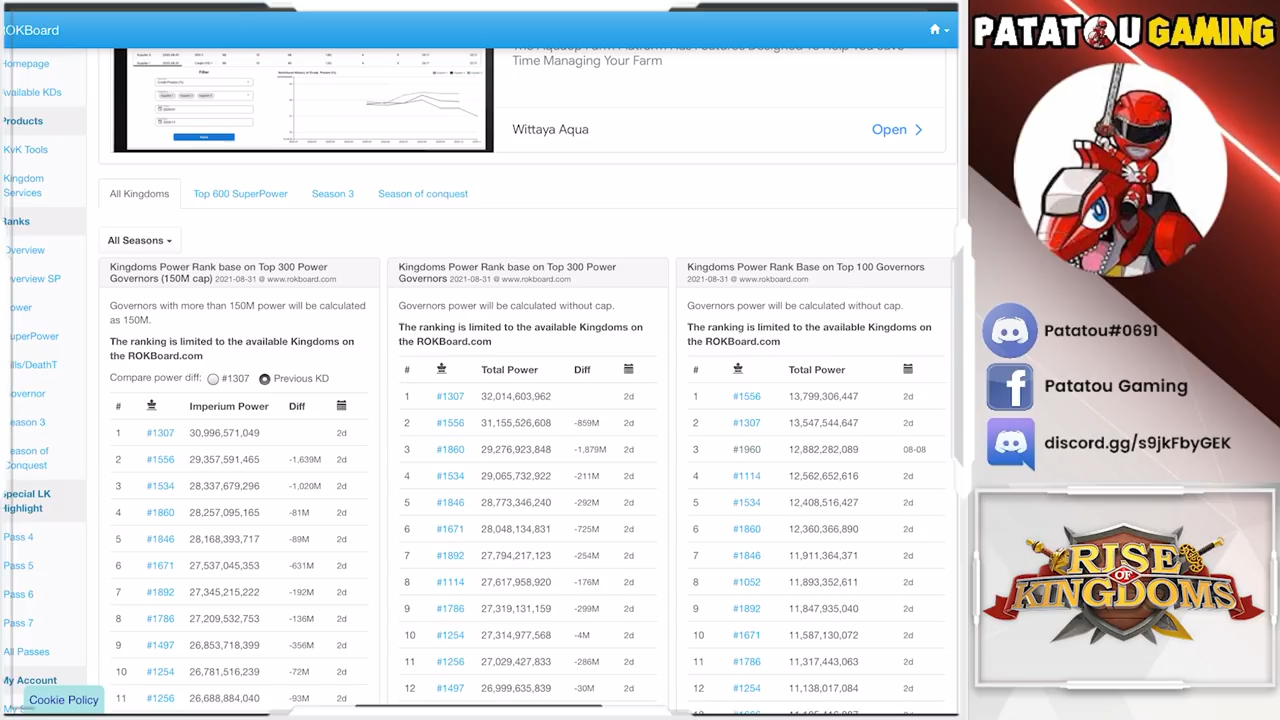 ROKBoard
Homepage
Available KDs
Products
KvK Tools
Kingdom
Services
Ranks
Overview
Overview SP
Power
SuperPower
Kills/DeathT
Governor
Season 3
Season of
Conquest
Special LK
Highlight
Pass 4
Pass 5
Pass 6
Pass 7
All Passes
My Account
Cookie Policy
Filter
Time Managing Your Farm
Wittaya Aqua
Open
All Kingdoms Top 600 SuperPower Season 3 Season of conquest
All Seasons
Kingdoms Power Rank base on Top 300 Power
Governors (150M cap) 2021-08-31 @ www.rokboard.com
Governors with more than 150M power will be calculated
as 150M.
The ranking is limited to the available Kingdoms on
the ROKBoard.com
Compare power diff: #1307 Previous KD
# Imperium Power Diff
1 #1307 30,996,571,049 2d
2 #1556 29,357,591,465 -1,639M 2d
3 #1534 28,337,679,296 -1,020M 2d
4 #1860 28,257,095,165 -81M 2d
5 #1846 28,168,393,717 -89M 2d
6 #1671 27,537,045,353 -631M 2d
7 #1892 27,345,215,222 -192M 2d
8 #1786 27,209,532,753 -136M 2d
9 #1497 26,853,718,399 -356M 2d
10 #1254 26,781,516,239 -72M 2d
11 #1256 26,688,884,040 -93M 2d
Kingdoms Power Rank base on Top 300 Power
Governors 2021-08-31 @ www.rokboard.com
Governors power will be calculated without cap.
The ranking is limited to the available Kingdoms on
the ROKBoard.com
# Total Power Diff
1 #1307 32,014,603,962 2d
2 #1556 31,155,526,608 -859M 2d
3 #1860 29,276,923,848 -1,879M 2d
4 #1534 29,065,732,922 -211M 2d
5 #1846 28,773,346,240 -292M 2d
6 #1671 28,048,134,831 -725M 2d
7 #1892 27,794,217,123 -254M 2d
8 #1114 27,617,958,920 -176M 2d
9 #1786 27,319,131,159 -299M 2d
10 #1254 27,314,977,568 -4M 2d
11 #1256 27,029,427,833 -286M 2d
12 #1497 26,999,635,839 -30M 2d
Kingdoms Power Rank Base on Top 100 Governors
2021-08-31 @ www.rokboard.com
Governors power will be calculated without cap.
The ranking is limited to the available Kingdoms on
the ROKBoard.com
# Total Power
1 #1556 13,799,306,447 2d
2 #1307 13,547,544,647 2d
3 #1960 12,882,282,089 08-08
4 #1114 12,562,652,616 2d
5 #1534 12,408,516,427 2d
6 #1860 12,360,366,890 2d
7 #1846 11,911,364,371 2d
8 #1052 11,893,352,611 2d
9 #1892 11,847,935,040 2d
10 #1671 11,587,130,072 2d
11 #1786 11,317,443,063 2d
12 #1254 11,138,017,084 2d
PATATOU GAMING
Patatou#0691
Patatou Gaming
discord.gg/s9jkFbyGEK
RISE
OF
KINGDOMS